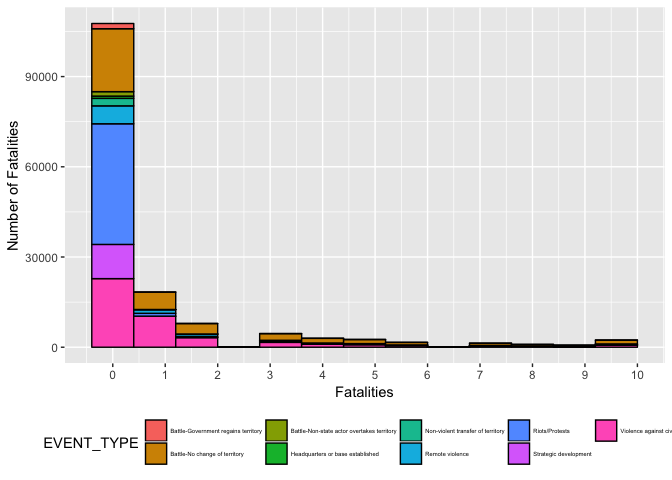 90000
60000
30000
0
Number of Fatalities
0 1 2 3 4 5 6 7 8 9 10
Fatalities
EVENT_TYPE
Battle-Government regains territory Battle-Non-state actor overtakes territory Non-violent transfer of territory Riots/Protests Violence against civ
Battle-No change of territory Headquarters or base established Remote violence Strategic development